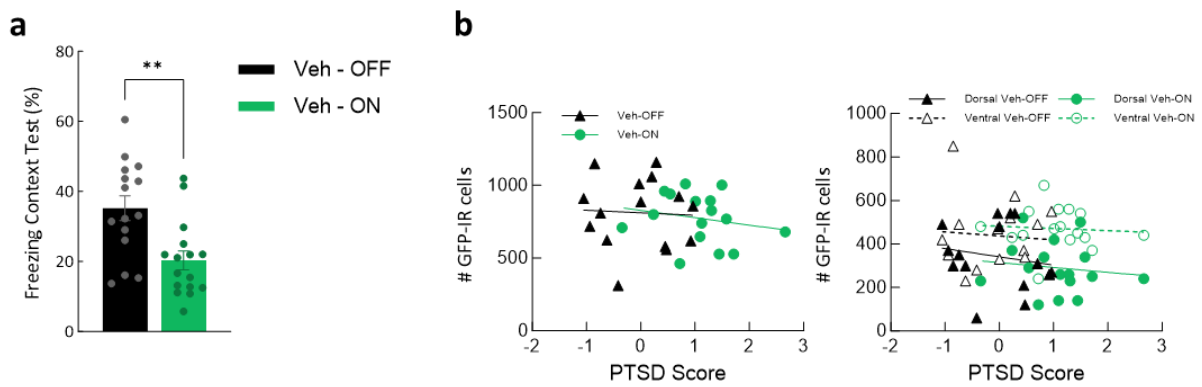 a
Freezing Context Test (%)
80
60
40
20
0
**
Veh - OFF
Veh - ON
b
# GFP-IR cells
1500
1000
500
0
Veh-OFF
Veh-ON
-2 -1 0 1 2 3
PTSD Score
# GFP-IR cells
1000
800
600
400
200
0
Dorsal Veh-OFF Dorsal Veh-ON
Ventral Veh-OFF Ventral Veh-ON
-2 -1 0 1 2 3
PTSD Score